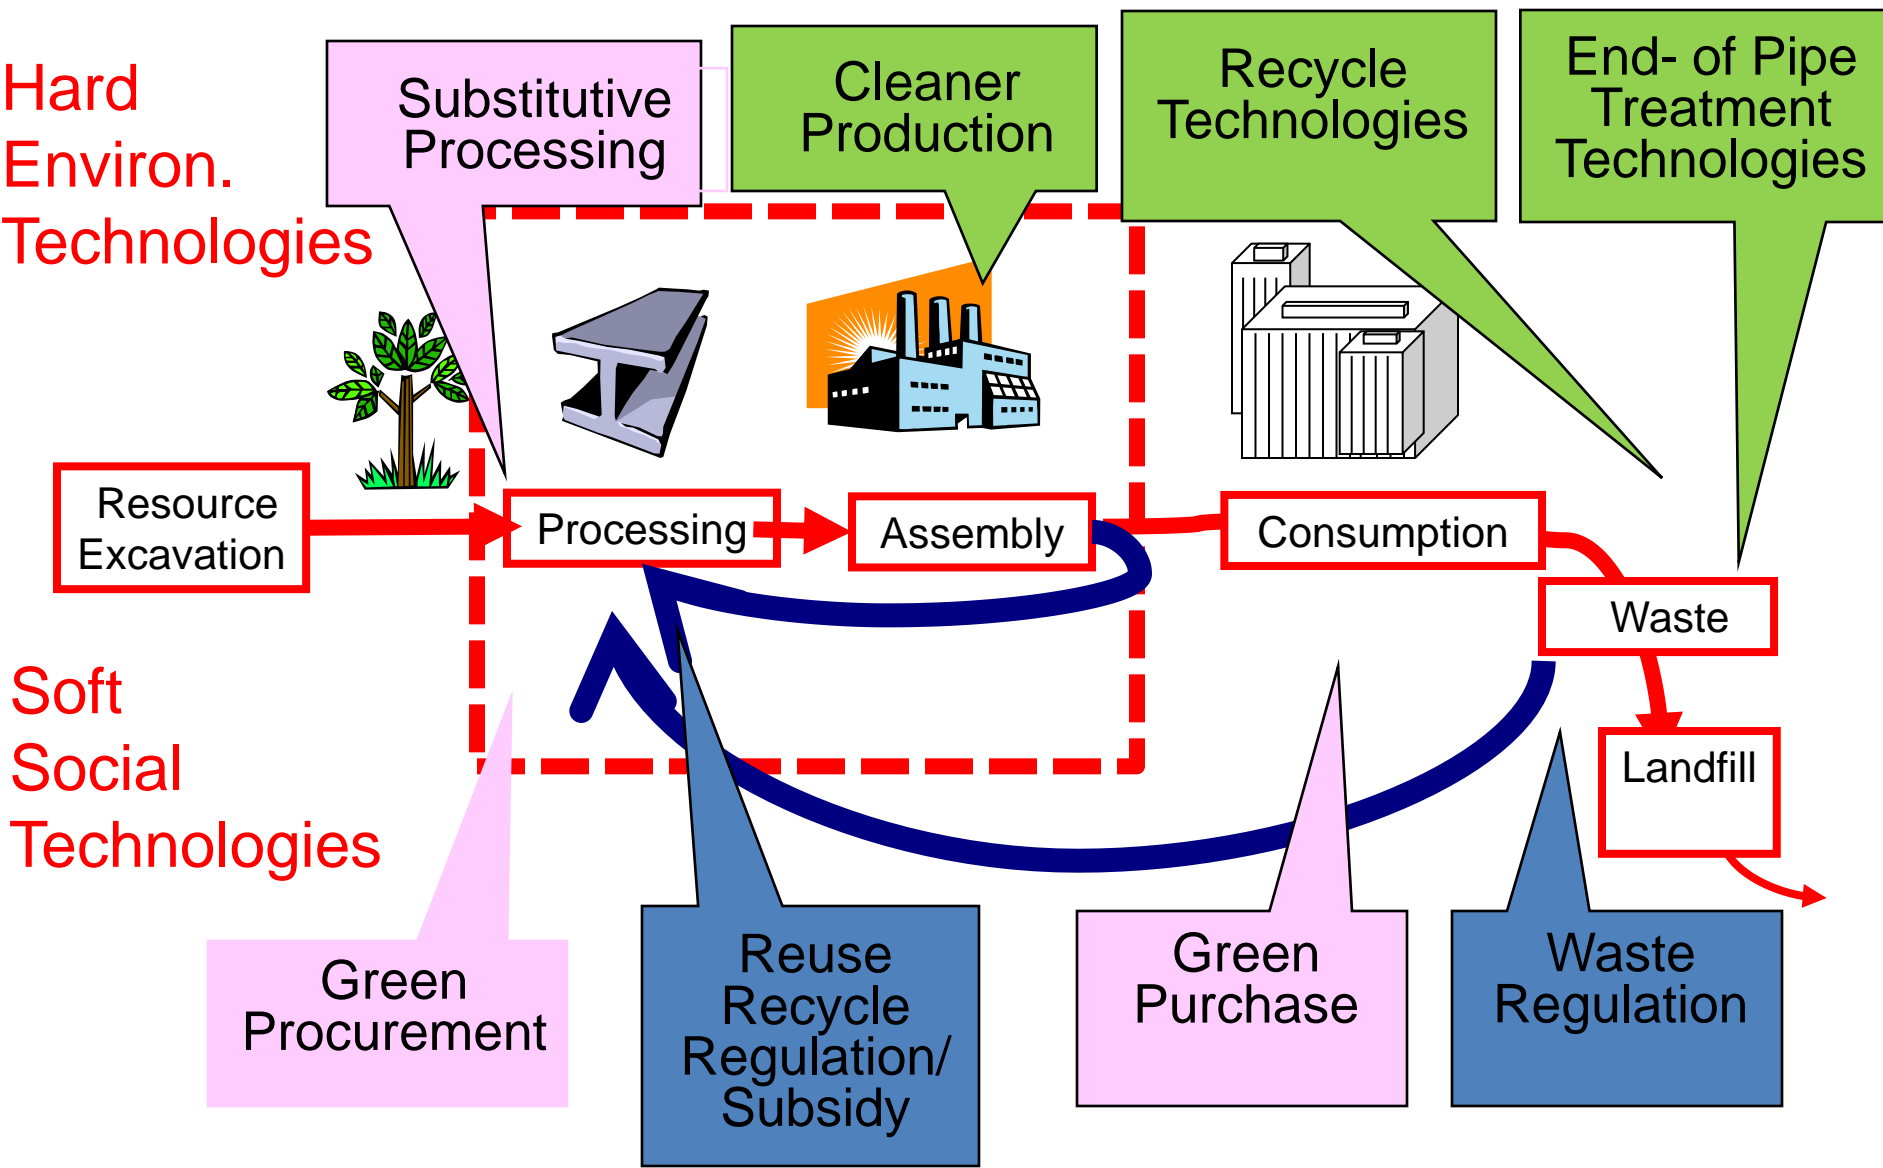 Hard
Environ.
Technologies
Substitutive
Processing
Cleaner
Production
Recycle
Technologies
End- of Pipe
Treatment
Technologies
Resource
Excavation
Processing
Assembly
Consumption
Waste
Landfill
Soft
Social
Technologies
Green
Procurement
Reuse
Recycle
Regulation/
Subsidy
Green
Purchase
Waste
Regulation